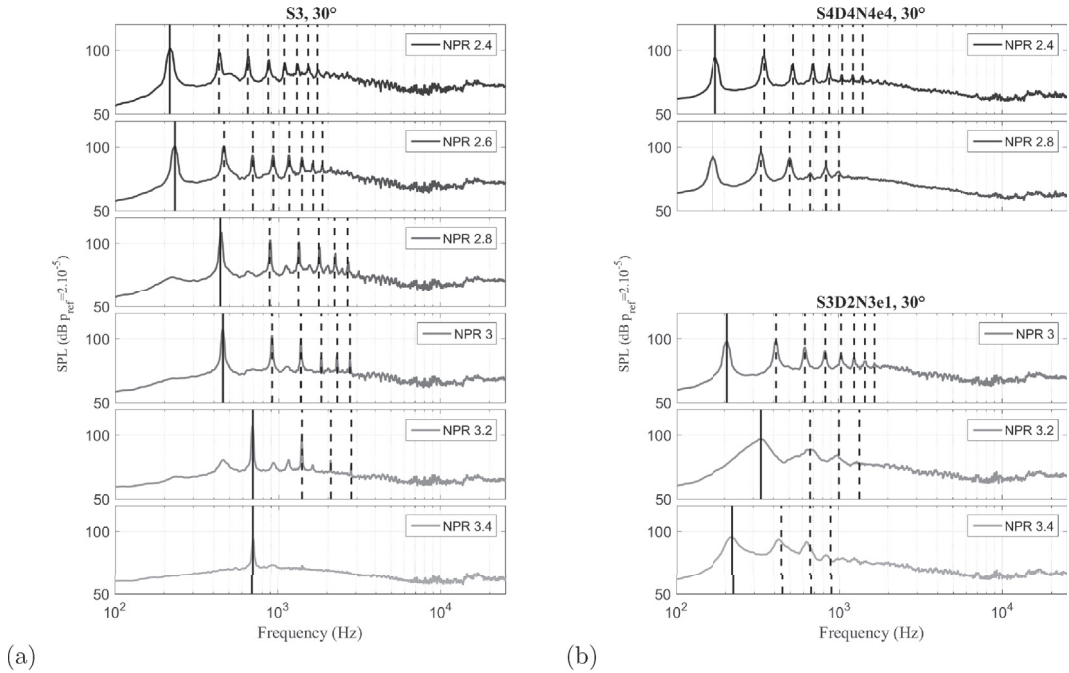 S3, 30°
100
50
NPR 2.4
100
50
NPR 2.6
100
50
NPR 2.8
100
50
NPR 3
100
50
NPR 3.2
100
NPR 3.4
SPL (dB p_ref=2.10^-5)
10^2
10^3
10^4
Frequency (Hz)
(a)
S4D4N4e4, 30°
100
50
NPR 2.4
100
50
NPR 2.8
S3D2N3e1, 30°
100
50
NPR 3
100
50
NPR 3.2
100
NPR 3.4
SPL (dB p_ref=2.10^-5)
10^2
10^3
10^4
Frequency (Hz)
(b)